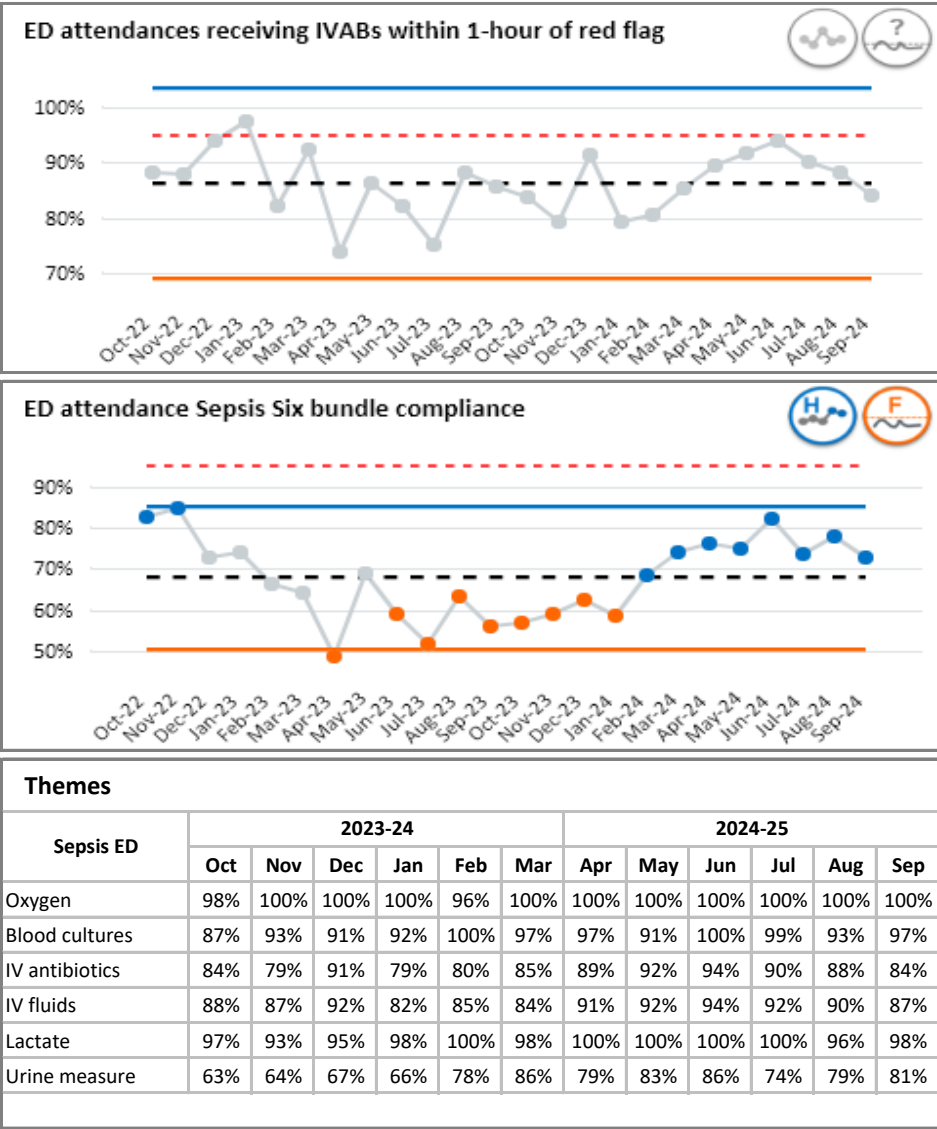 ED attendances receiving IVABs within 1-hour of red flag
?
100%
90%
80%
70%
Oct-22 Nov-22 Dec-22 Jan-23 Feb-23 Mar-23 Apr-23 May-23 Jun-23 Jul-23 Aug-23 Sep-23 Oct-23 Nov-23 Dec-23 Jan-24 Feb-24 Mar-24 Apr-24 May-24 Jun-24 Jul-24 Aug-24 Sep-24
ED attendance Sepsis Six bundle compliance
H F
90%
80%
70%
60%
50%
Oct-22 Nov-22 Dec-22 Jan-23 Feb-23 Mar-23 Apr-23 May-23 Jun-23 Jul-23 Aug-23 Sep-23 Oct-23 Nov-23 Dec-23 Jan-24 Feb-24 Mar-24 Apr-24 May-24 Jun-24 Jul-24 Aug-24 Sep-24
Themes
Sepsis ED 2023-24 2024-25
Oct Nov Dec Jan Feb Mar Apr May Jun Jul Aug Sep
Oxygen 98% 100% 100% 100% 96% 100% 100% 100% 100% 100% 100% 100%
Blood cultures 87% 93% 91% 92% 100% 97% 97% 91% 100% 99% 93% 97%
IV antibiotics 84% 79% 91% 79% 80% 85% 89% 92% 94% 90% 88% 84%
IV fluids 88% 87% 92% 82% 85% 84% 91% 92% 94% 92% 90% 87%
Lactate 97% 93% 95% 98% 100% 98% 100% 100% 100% 100% 96% 98%
Urine measure 63% 64% 67% 66% 78% 86% 79% 83% 86% 74% 79% 81%